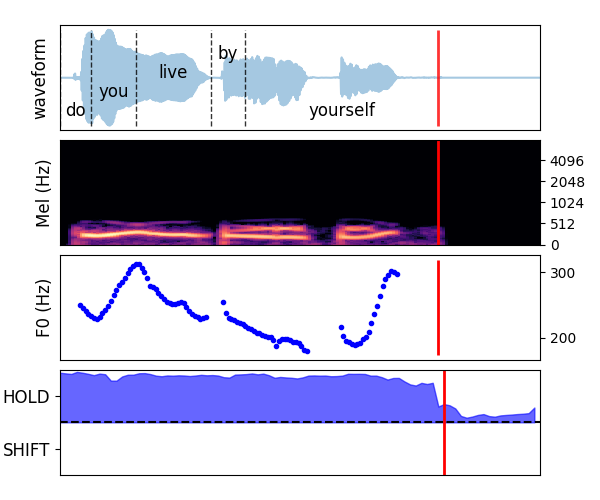 waveform
do
you
live
by
yourself
Mel (Hz)
4096
2048
1024
512
0
F0 (Hz)
300
200
HOLD
SHIFT